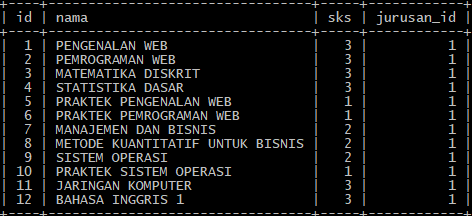 | id | nama | sks | jurusan_id |
| 1 | PENGENALAN WEB | 3 | 1 |
| 2 | PEMROGRAMAN WEB | 3 | 1 |
| 3 | MATEMATIKA DISKRIT | 3 | 1 |
| 4 | STATISTIKA DASAR | 3 | 1 |
| 5 | PRAKTEK PENGENALAN WEB | 1 | 1 |
| 6 | PRAKTEK PEMROGRAMAN WEB | 1 | 1 |
| 7 | MANAJEMEN DAN BISNIS | 2 | 1 |
| 8 | METODE KUANTITATIF UNTUK BISNIS | 2 | 1 |
| 9 | SISTEM OPERASI | 2 | 1 |
| 10 | PRAKTEK SISTEM OPERASI | 1 | 1 |
| 11 | JARINGAN KOMPUTER | 3 | 1 |
| 12 | BAHASA INGGRIS 1 | 3 | 1 |